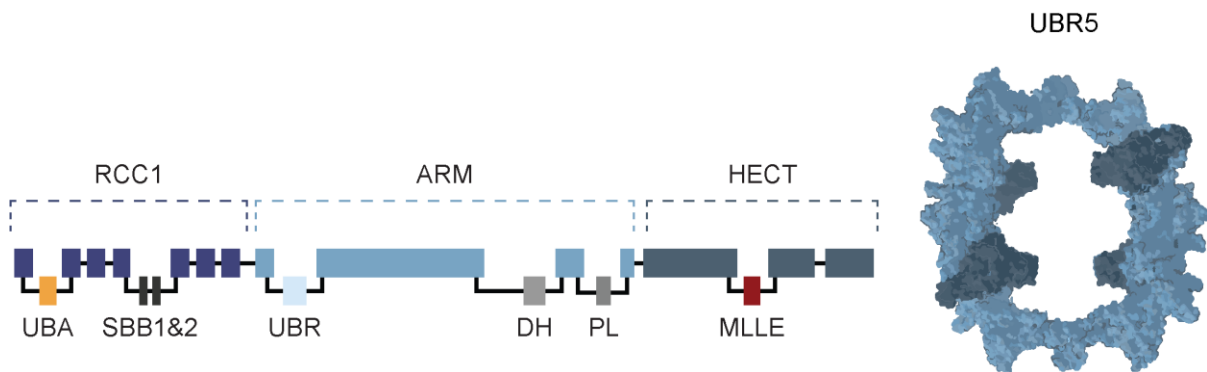 UBR5
RCC1 ARM HECT
UBA SBB1&2 UBR DH PL MLLE